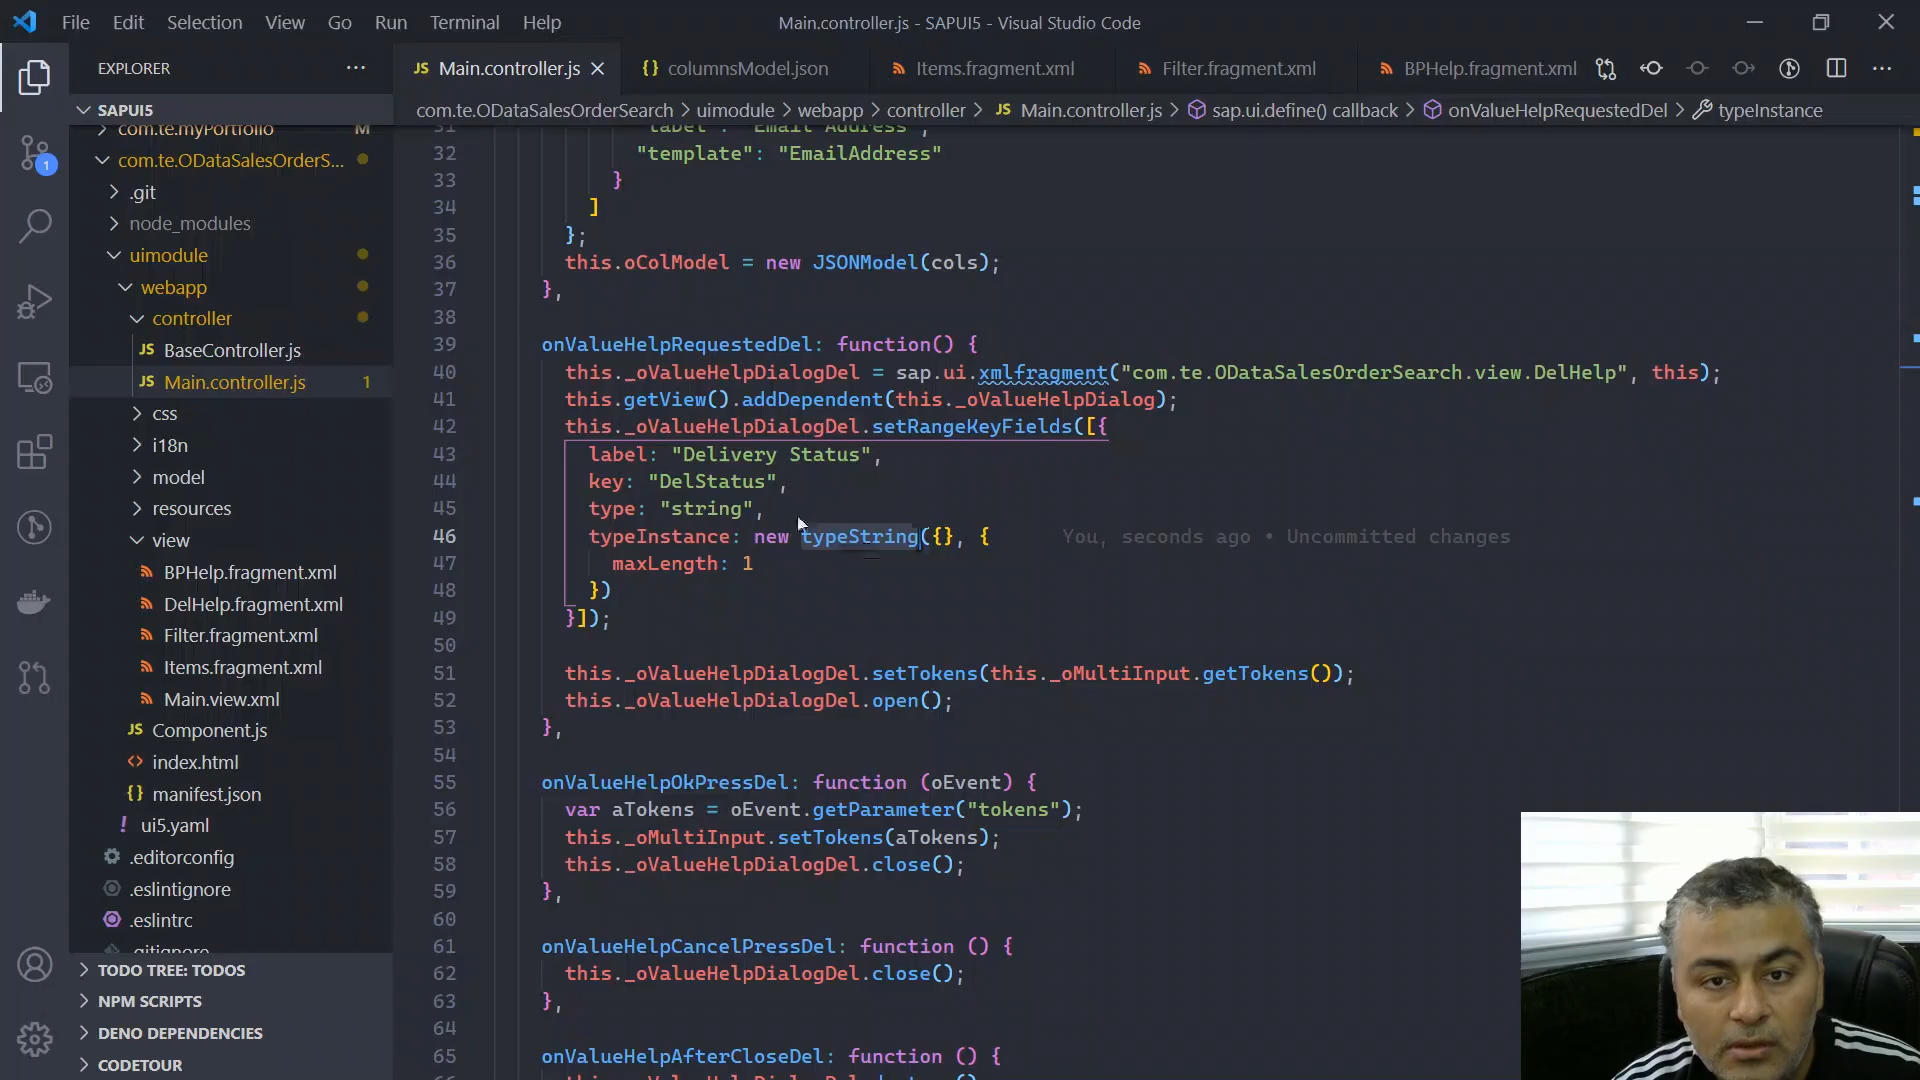 File Edit Selection View Go Run Terminal Help
Main.controller.js - SAPUI5 - Visual Studio Code
EXPLORER ...
JS Main.controller.js
{} columnsModel.json
Items.fragment.xml
Filter.fragment.xml
BPHelp.fragment.xml
com.te.ODataSalesOrderSearch > uimodule > webapp > controller > JS Main.controller.js > sap.ui.define() callback > onValueHelpRequestedDel > typeInstance
SAPUI5
com.te.myPortfolio M
com.te.ODataSalesOrderS...
.git
node_modules
uimodule
webapp
controller
JS BaseController.js
JS Main.controller.js 1
css
i18n
model
resources
view
BPHelp.fragment.xml
DelHelp.fragment.xml
Filter.fragment.xml
Items.fragment.xml
Main.view.xml
JS Component.js
<> index.html
{} manifest.json
! ui5.yaml
.editorconfig
.eslintignore
.eslintrc
.gitignore
TODO TREE: TODOS
NPM SCRIPTS
DENO DEPENDENCIES
CODETOUR
1
31 "label": "Email Address",
32 "template": "EmailAddress"
33 }
34 ]
35 };
36 this.oColModel = new JSONModel(cols);
37 },
38
39 onValueHelpRequestedDel: function() {
40 this._oValueHelpDialogDel = sap.ui.xmlfragment("com.te.ODataSalesOrderSearch.view.DelHelp", this);
41 this.getView().addDependent(this._oValueHelpDialog);
42 this._oValueHelpDialogDel.setRangeKeyFields([{
43 label: "Delivery Status",
44 key: "DelStatus",
45 type: "string",
46 typeInstance: new typeString({}, { You, seconds ago • Uncommitted changes
47 maxLength: 1
48 })
49 }]);
50
51 this._oValueHelpDialogDel.setTokens(this._oMultiInput.getTokens());
52 this._oValueHelpDialogDel.open();
53 },
54
55 onValueHelpOkPressDel: function (oEvent) {
56 var aTokens = oEvent.getParameter("tokens");
57 this._oMultiInput.setTokens(aTokens);
58 this._oValueHelpDialogDel.close();
59 },
60
61 onValueHelpCancelPressDel: function () {
62 this._oValueHelpDialogDel.close();
63 },
64
65 onValueHelpAfterCloseDel: function () {